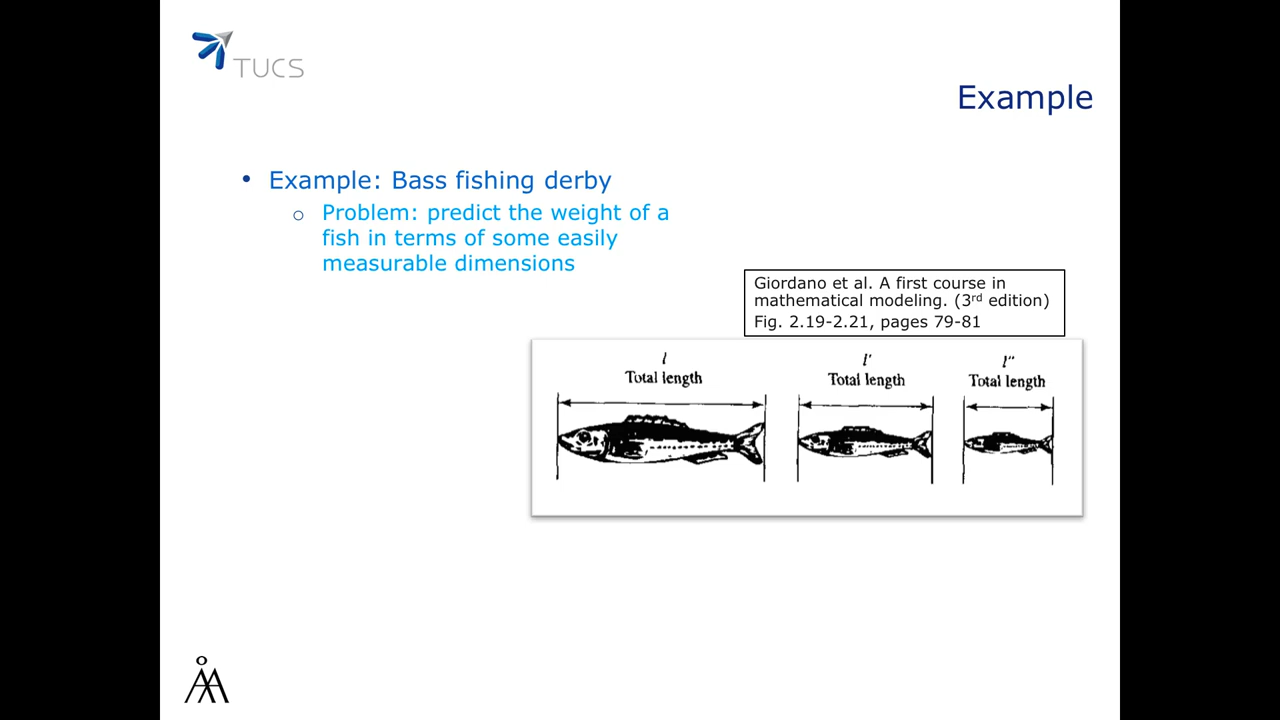 TUCS
Example
• Example: Bass fishing derby
o Problem: predict the weight of a
fish in terms of some easily
measurable dimensions
Giordano et al. A first course in
mathematical modeling. (3rd edition)
Fig. 2.19-2.21, pages 79-81
l
Total length
l'
Total length
l''
Total length